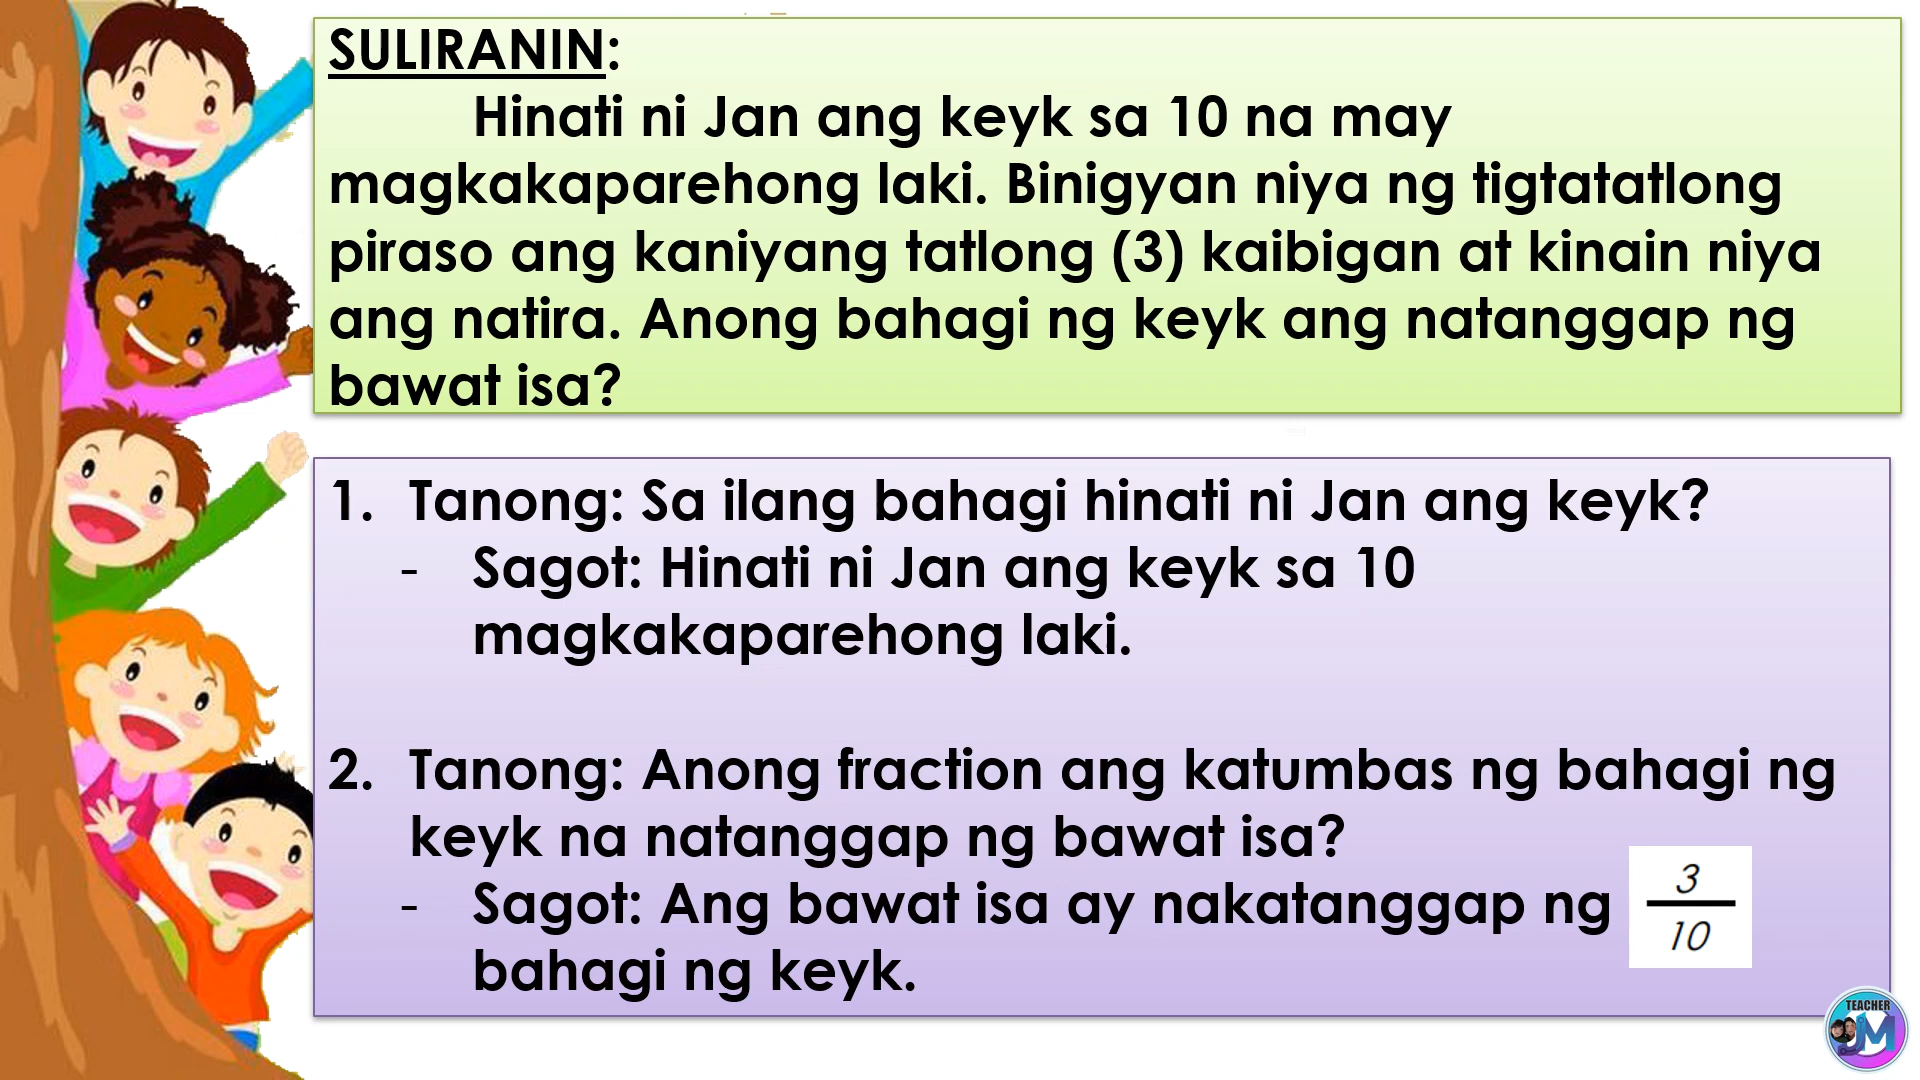 SULIRANIN:
Hinati ni Jan ang keyk sa 10 na may
magkakaparehong laki. Binigyan niya ng tigtatatlong
piraso ang kaniyang tatlong (3) kaibigan at kinain niya
ang natira. Anong bahagi ng keyk ang natanggap ng
bawat isa?
1. Tanong: Sa ilang bahagi hinati ni Jan ang keyk?
- Sagot: Hinati ni Jan ang keyk sa 10
magkakaparehong laki.
2. Tanong: Anong fraction ang katumbas ng bahagi ng
keyk na natanggap ng bawat isa?
- Sagot: Ang bawat isa ay nakatanggap ng 3/10
bahagi ng keyk.
TEACHER
JM